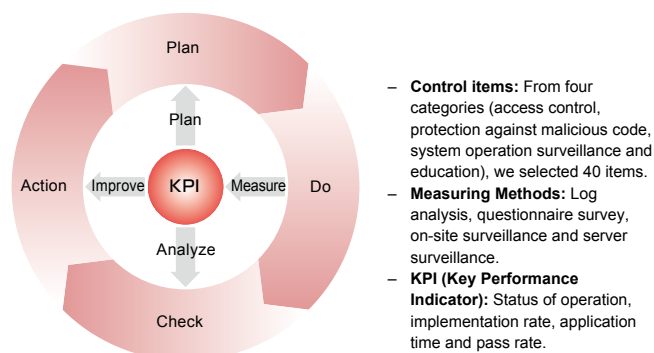 Plan
Plan
Action
Improve
KPI
Measure
Do
Analyze
Check
– Control items: From four
categories (access control,
protection against malicious code,
system operation surveillance and
education), we selected 40 items.
– Measuring Methods: Log
analysis, questionnaire survey,
on-site surveillance and server
surveillance.
– KPI (Key Performance
Indicator): Status of operation,
implementation rate, application
time and pass rate.